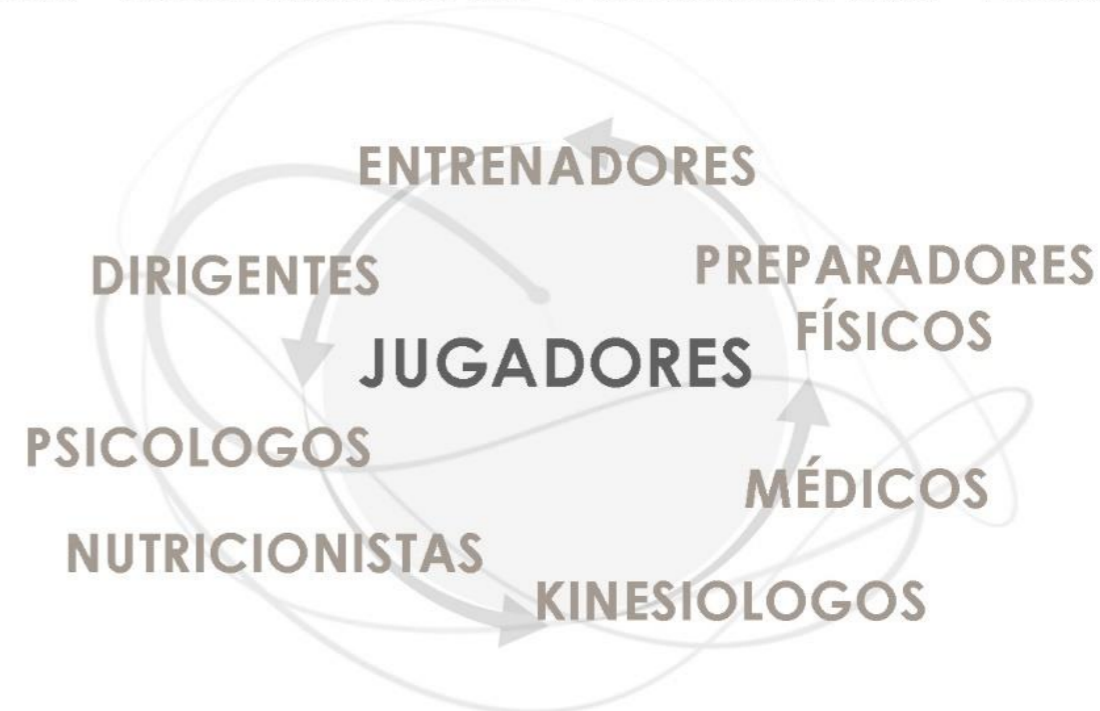 ENTRENADORES
DIRIGENTES
PREPARADORES
FÍSICOS
JUGADORES
PSICOLOGOS
MÉDICOS
NUTRICIONISTAS
KINESIOLOGOS